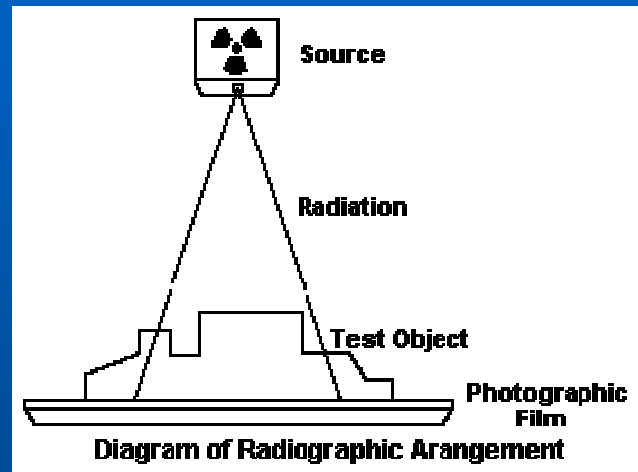 Source
Radiation
Test Object
Photographic
Film
Diagram of Radiographic Arangement